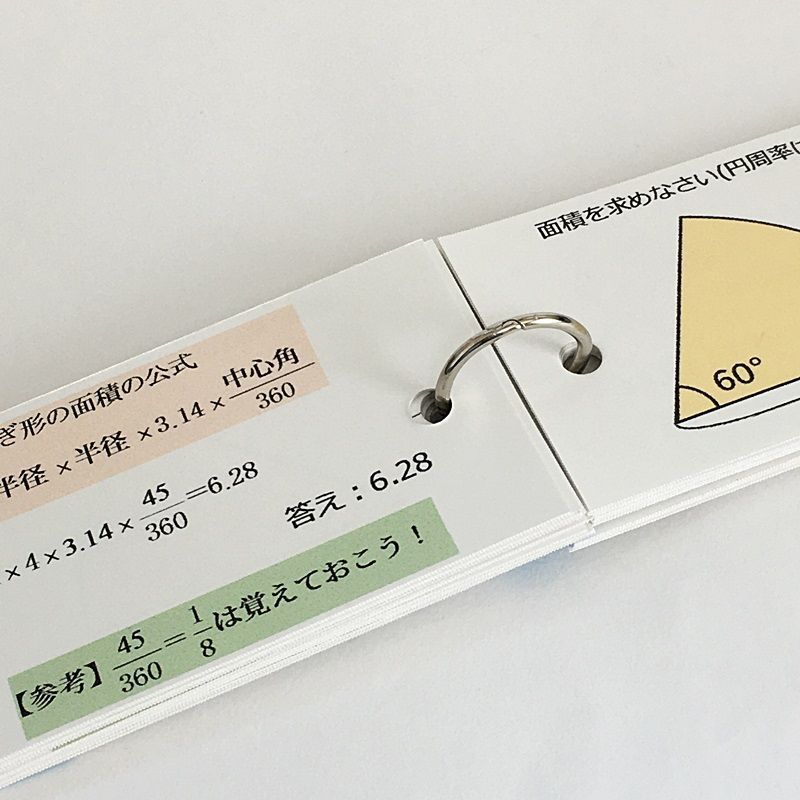 ぎ形の面積の公式
半径×半径×3.14×中心角/360
×4×3.14×45/360=6.28
答え：6.28
【参考】45/360=1/8は覚えておこう！
面積を求めなさい(円周率は
60°